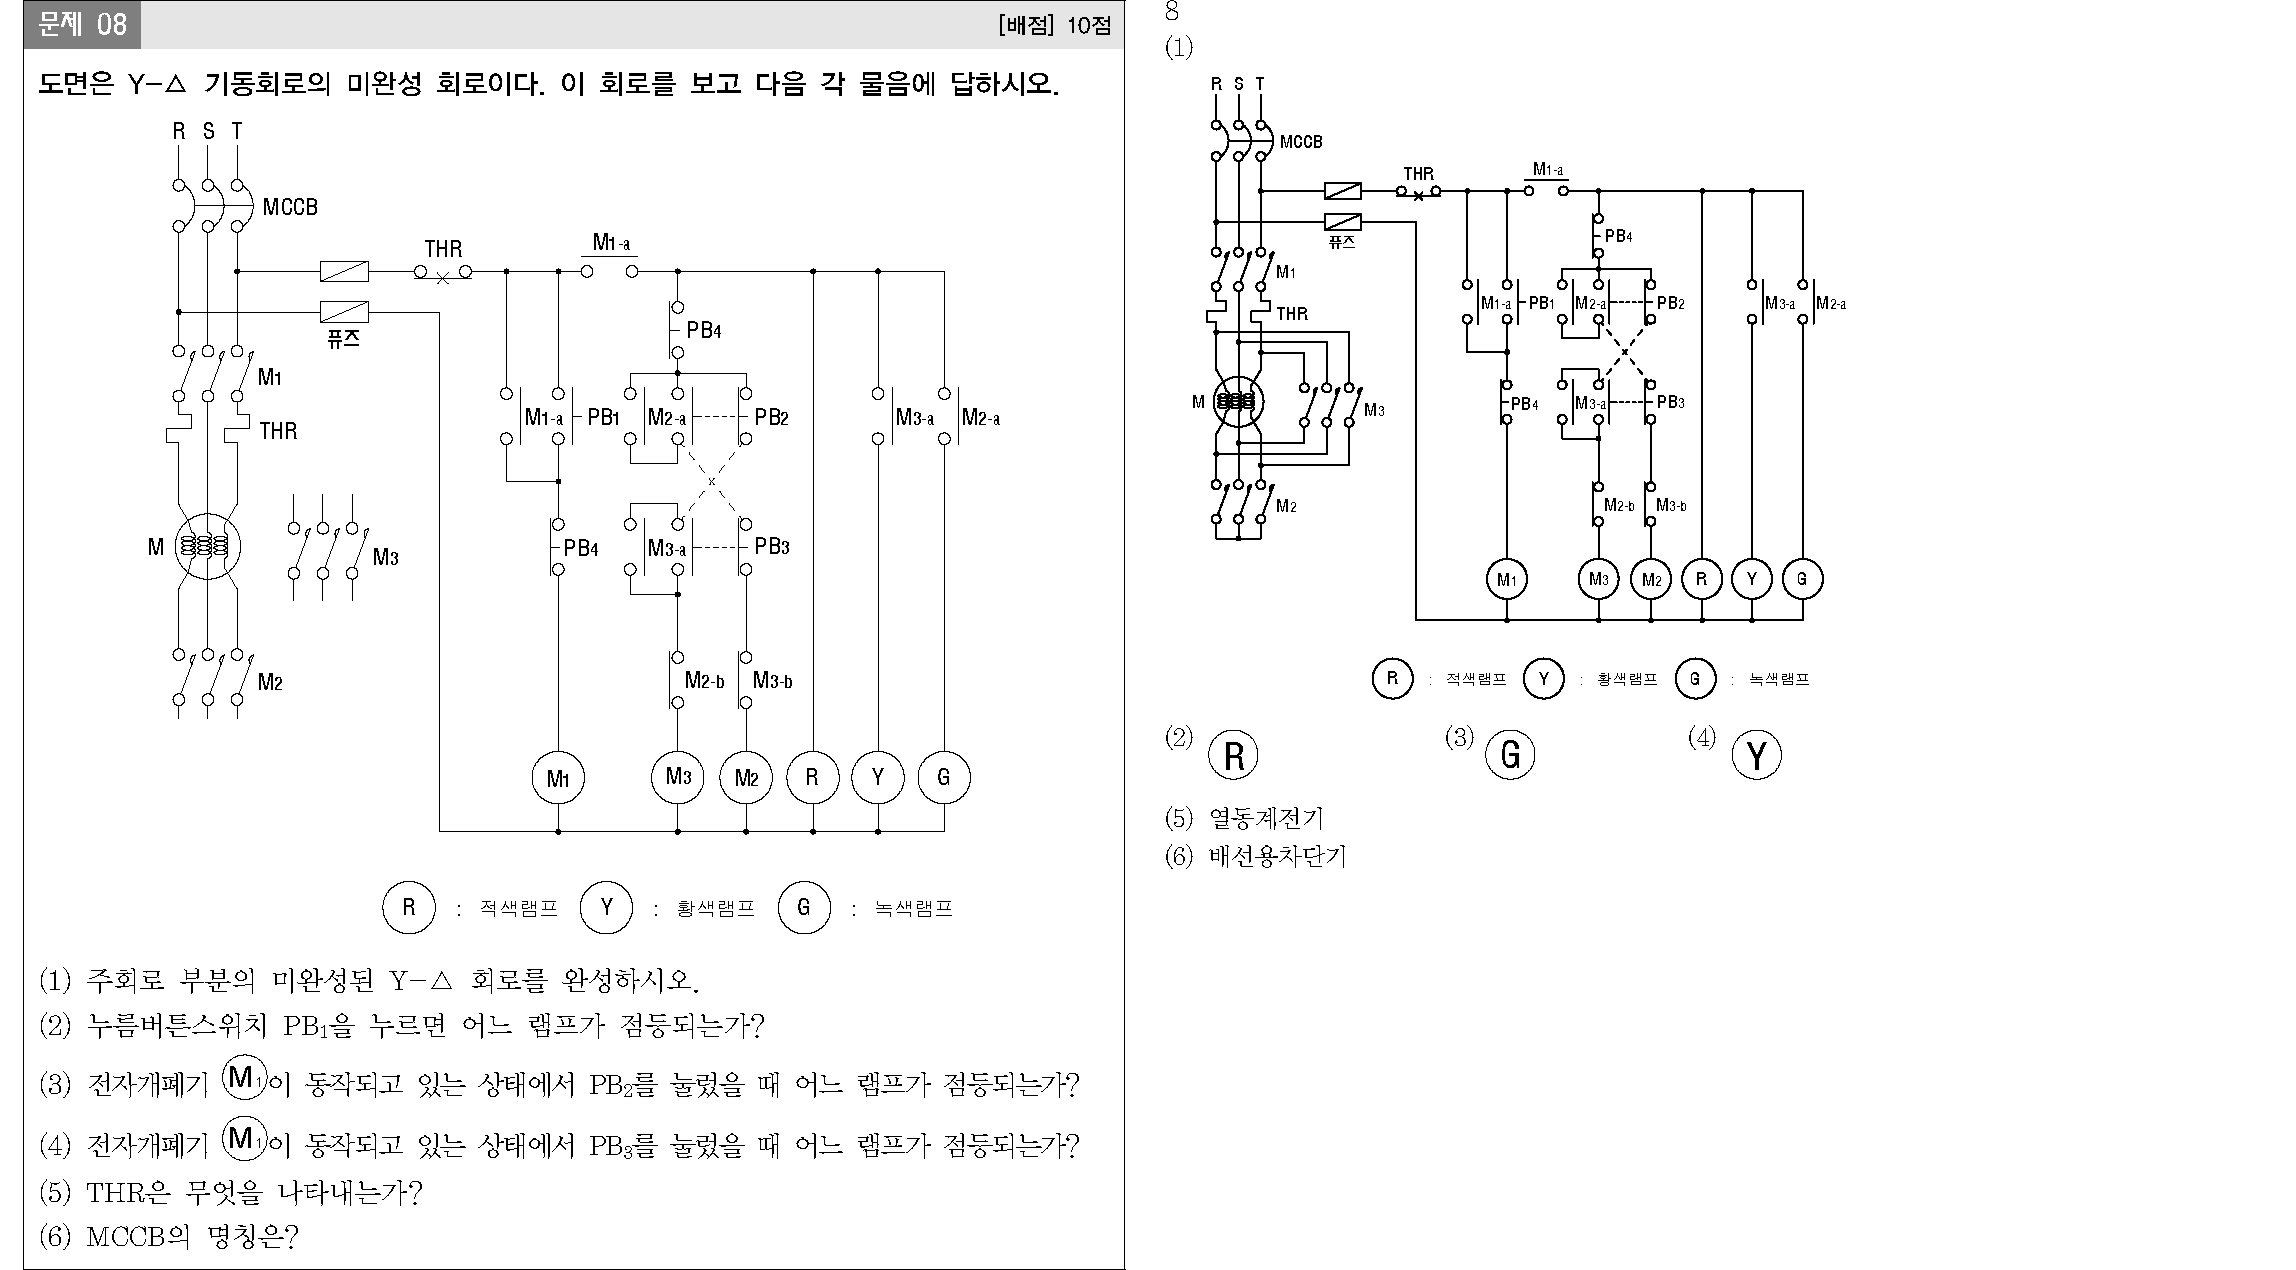 문제 08 [배점] 10점
도면은 Y-△ 기동회로의 미완성 회로이다. 이 회로를 보고 다음 각 물음에 답하시오.
R S T
MCCB
THR
M1-a
퓨즈
PB4
M1
THR
M1-a PB1 M2-a PB2 M3-a M2-a
M
M3
PB4 M3-a PB3
M2
M2-b M3-b
M1 M3 M2 R Y G
R : 적색램프 Y : 황색램프 G : 녹색램프
(1) 주회로 부분의 미완성된 Y-△ 회로를 완성하시오.
(2) 누름버튼스위치 PB₁을 누르면 어느 램프가 점등되는가?
(3) 전자개폐기 M1이 동작되고 있는 상태에서 PB₂를 눌렀을 때 어느 램프가 점등되는가?
(4) 전자개폐기 M1이 동작되고 있는 상태에서 PB₃를 눌렀을 때 어느 램프가 점등되는가?
(5) THR은 무엇을 나타내는가?
(6) MCCB의 명칭은?
8
(1)
R S T
MCCB
THR
M1-a
퓨즈
PB4
M1
THR
M1-a PB1 M2-a PB2 M3-a M2-a
M
M3
PB4 M3-a PB3
M2
M2-b M3-b
M1 M3 M2 R Y G
R : 적색램프 Y : 황색램프 G : 녹색램프
(2) R (3) G (4) Y
(5) 열동계전기
(6) 배선용차단기